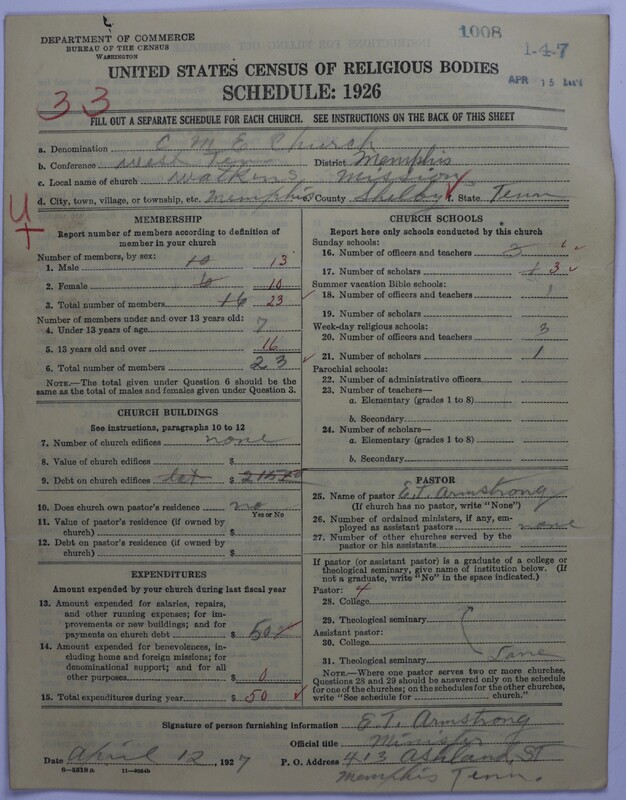 DEPARTMENT OF COMMERCE
BUREAU OF THE CENSUS
WASHINGTON
1008
1-4-7
APR 15
UNITED STATES CENSUS OF RELIGIOUS BODIES
SCHEDULE: 1926
33
FILL OUT A SEPARATE SCHEDULE FOR EACH CHURCH. SEE INSTRUCTIONS ON THE BACK OF THIS SHEET
a. Denomination C M E Church
b. Conference West Tenn District Memphis
c. Local name of church Watkins Mission
d. City, town, village, or township, etc. Memphis e. County Shelby f. State Tenn
MEMBERSHIP
Report number of members according to definition of
member in your church
Number of members, by sex:
1. Male 10 13
2. Female 6 10
3. Total number of members 16 23
Number of members under and over 13 years old:
4. Under 13 years of age 7
5. 13 years old and over 16
6. Total number of members 23
NOTE.—The total given under Question 6 should be
the same as the total of males and females given under Question 3.
CHURCH BUILDINGS
See instructions, paragraphs 10 to 12
7. Number of church edifices none
8. Value of church edifices $
9. Debt on church edifices lot $
10. Does church own pastor's residence no
Yes or No
11. Value of pastor's residence (if owned by
church) $
12. Debt on pastor's residence (if owned by
church) $
EXPENDITURES
Amount expended by your church during last fiscal year
13. Amount expended for salaries, repairs,
and other running expenses; for im-
provements or new buildings; and for
payments on church debt $ 50
14. Amount expended for benevolences, in-
cluding home and foreign missions; for
denominational support; and for all
other purposes $ 0
15. Total expenditures during year $ 50
CHURCH SCHOOLS
Report here only schools conducted by this church
Sunday schools:
16. Number of officers and teachers 3
17. Number of scholars 3
Summer vacation Bible schools:
18. Number of officers and teachers 1
19. Number of scholars
Week-day religious schools:
20. Number of officers and teachers 3
21. Number of scholars 1
Parochial schools:
22. Number of administrative officers
23. Number of teachers—
a. Elementary (grades 1 to 8)
b. Secondary
24. Number of scholars—
a. Elementary (grades 1 to 8)
b. Secondary
PASTOR
25. Name of pastor E.T. Armstrong
(If church has no pastor, write "None")
26. Number of ordained ministers, if any, em-
ployed as assistant pastors none
27. Number of other churches served by the
pastor or his assistants
If pastor (or assistant pastor) is a graduate of a college or
theological seminary, give name of institution below. (If
not a graduate, write "No" in the space indicated.)
Pastor: 4
28. College
29. Theological seminary
Assistant pastor:
30. College
31. Theological seminary Lane
NOTE.—Where one pastor serves two or more churches,
Questions 28 and 29 should be answered only on the schedule
for one of the churches; on the schedules for the other churches,
write "See schedule for church."
Signature of person furnishing information E.T. Armstrong
Official title Minister
Date April 12, 1927 P. O. Address 413 Ashland St
Memphis Tenn.